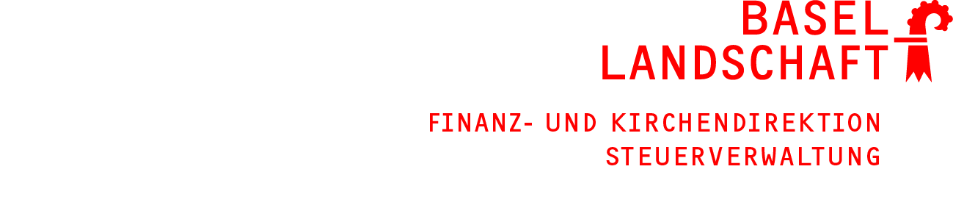 BASEL
LANDSCHAFT
FINANZ- UND KIRCHENDIREKTION
STEUERVERWALTUNG